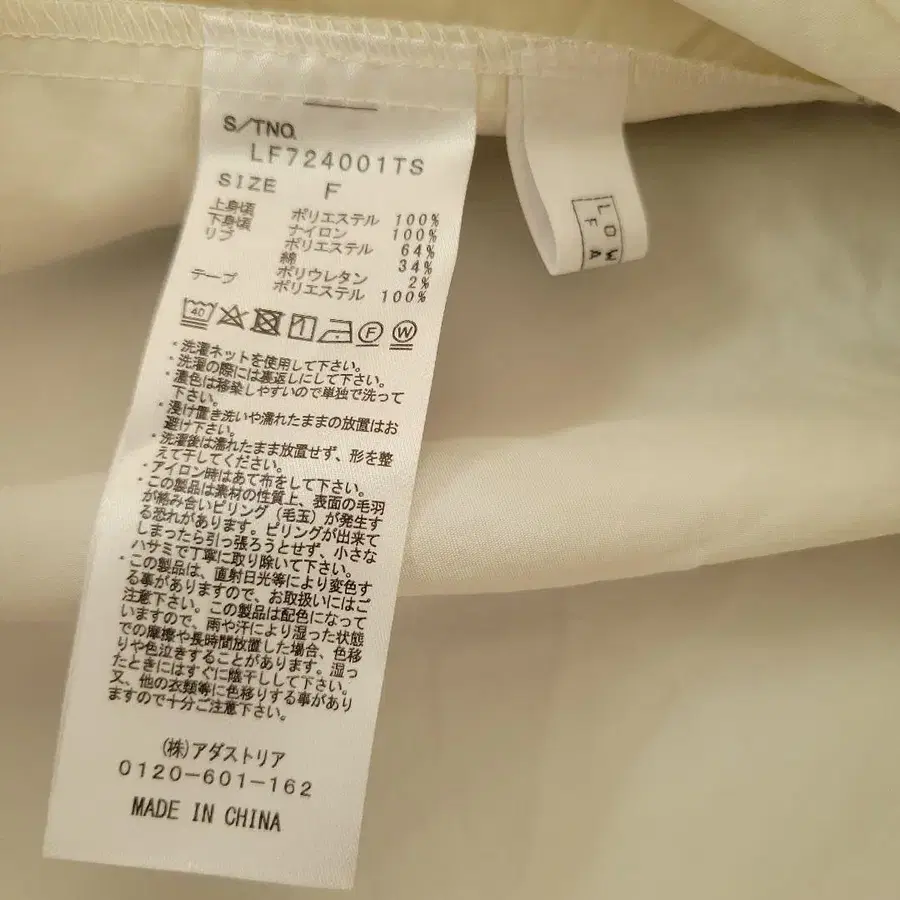 S/TNO.
LF724001TS
SIZE F
上身頃 ポリエステル 100%
下身頃 ナイロン 100%
リブ ポリエステル 64%
綿 34%
ポリウレタン 2%
テープ ポリエステル 100%
40 F W
・洗濯ネットを使用して下さい。
・洗濯の際には裏返しにして下さい。
・濃色は移染しやすいので単独で洗って
下さい。
・浸け置き洗いや濡れたままの放置はお
避け下さい。
・洗濯後は濡れたまま放置せず、形を整
えて干してください。
・アイロン時はあて布をして下さい。
・この製品は素材の性質上、表面の毛羽
が絡み合いピリング（毛玉）が発生す
る恐れがあります。ピリングが出来て
しまったら引っ張ろうとせず、小さな
ハサミで丁寧に取り除いて下さい。
・この製品は、直射日光等により変色す
る事がありますので、お取扱いにはご
注意下さい。この製品は配色になって
いますので、雨や汗により湿った状態
での摩擦や長時間放置した場合、色移
りや色泣きすることがあります。湿っ
たときにはすぐに陰干しして下さい。
又、他の衣類等に色移りする事があり
ますので十分ご注意下さい。
(株)アダストリア
0120-601-162
MADE IN CHINA
LOW
F A